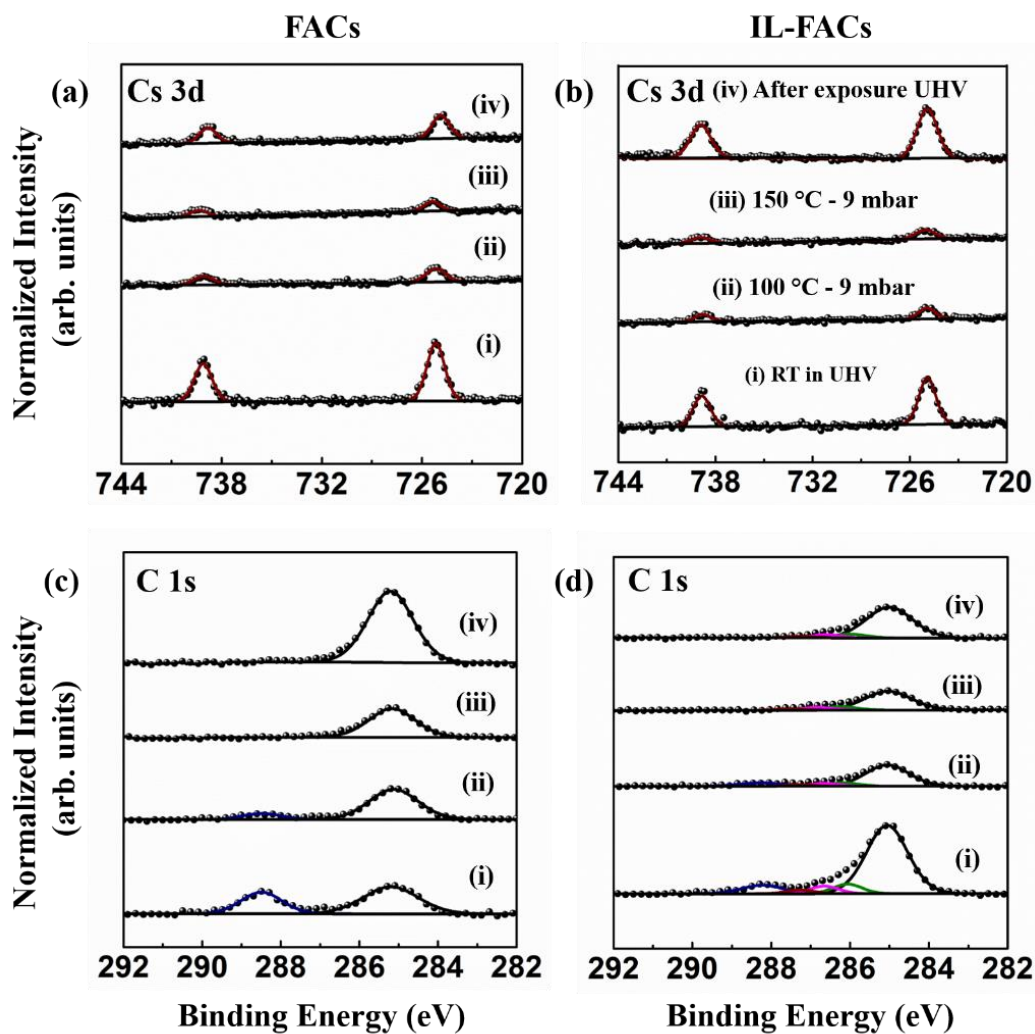 FACs
IL-FACs
(a)
Cs 3d
(iv)
(iii)
(ii)
(i)
744 738 732 726 720
(b)
Cs 3d
(iv) After exposure UHV
(iii) 150 °C - 9 mbar
(ii) 100 °C - 9 mbar
(i) RT in UHV
744 738 732 726 720
Normalized Intensity
(arb. units)
(c)
C 1s
(iv)
(iii)
(ii)
(i)
292 290 288 286 284 282
(d)
C 1s
(iv)
(iii)
(ii)
(i)
292 290 288 286 284 282
Normalized Intensity
(arb. units)
Binding Energy (eV)
Binding Energy (eV)